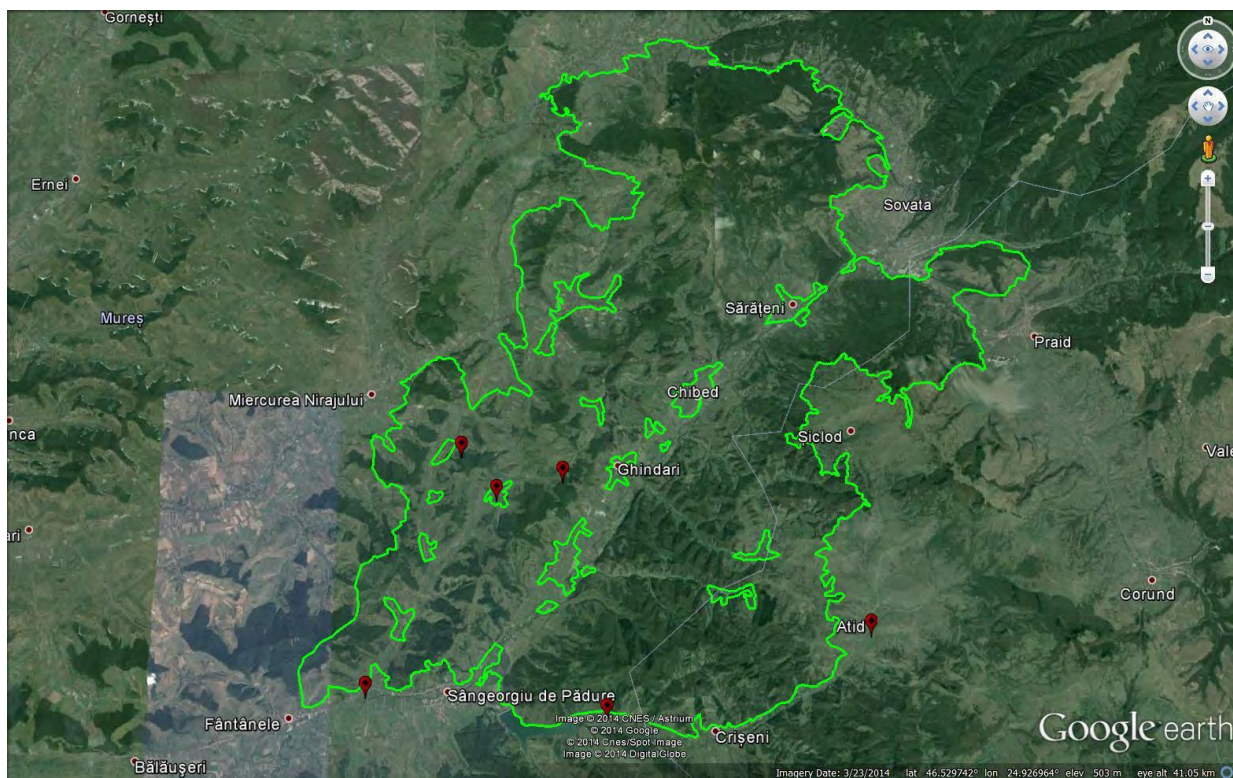 Gorneşti
N
Ernei
Sovata
Sărăţeni
Mureş
Praid
Miercurea Nirajului
Chibed
nca
Siclod
Vale
Ghindari
ari
Corund
Atid
Sângeorgiu de Pădure
Fântânele
Image © 2014 CNES / Astrium
© 2014 Google
© 2014 Cnes/Spot Image
Image © 2014 DigitalGlobe
Crişeni
Google earth
Bălăuşeri
Imagery Date: 3/23/2014 lat 46.529742° lon 24.926964° elev 503 m eye alt 41.05 km